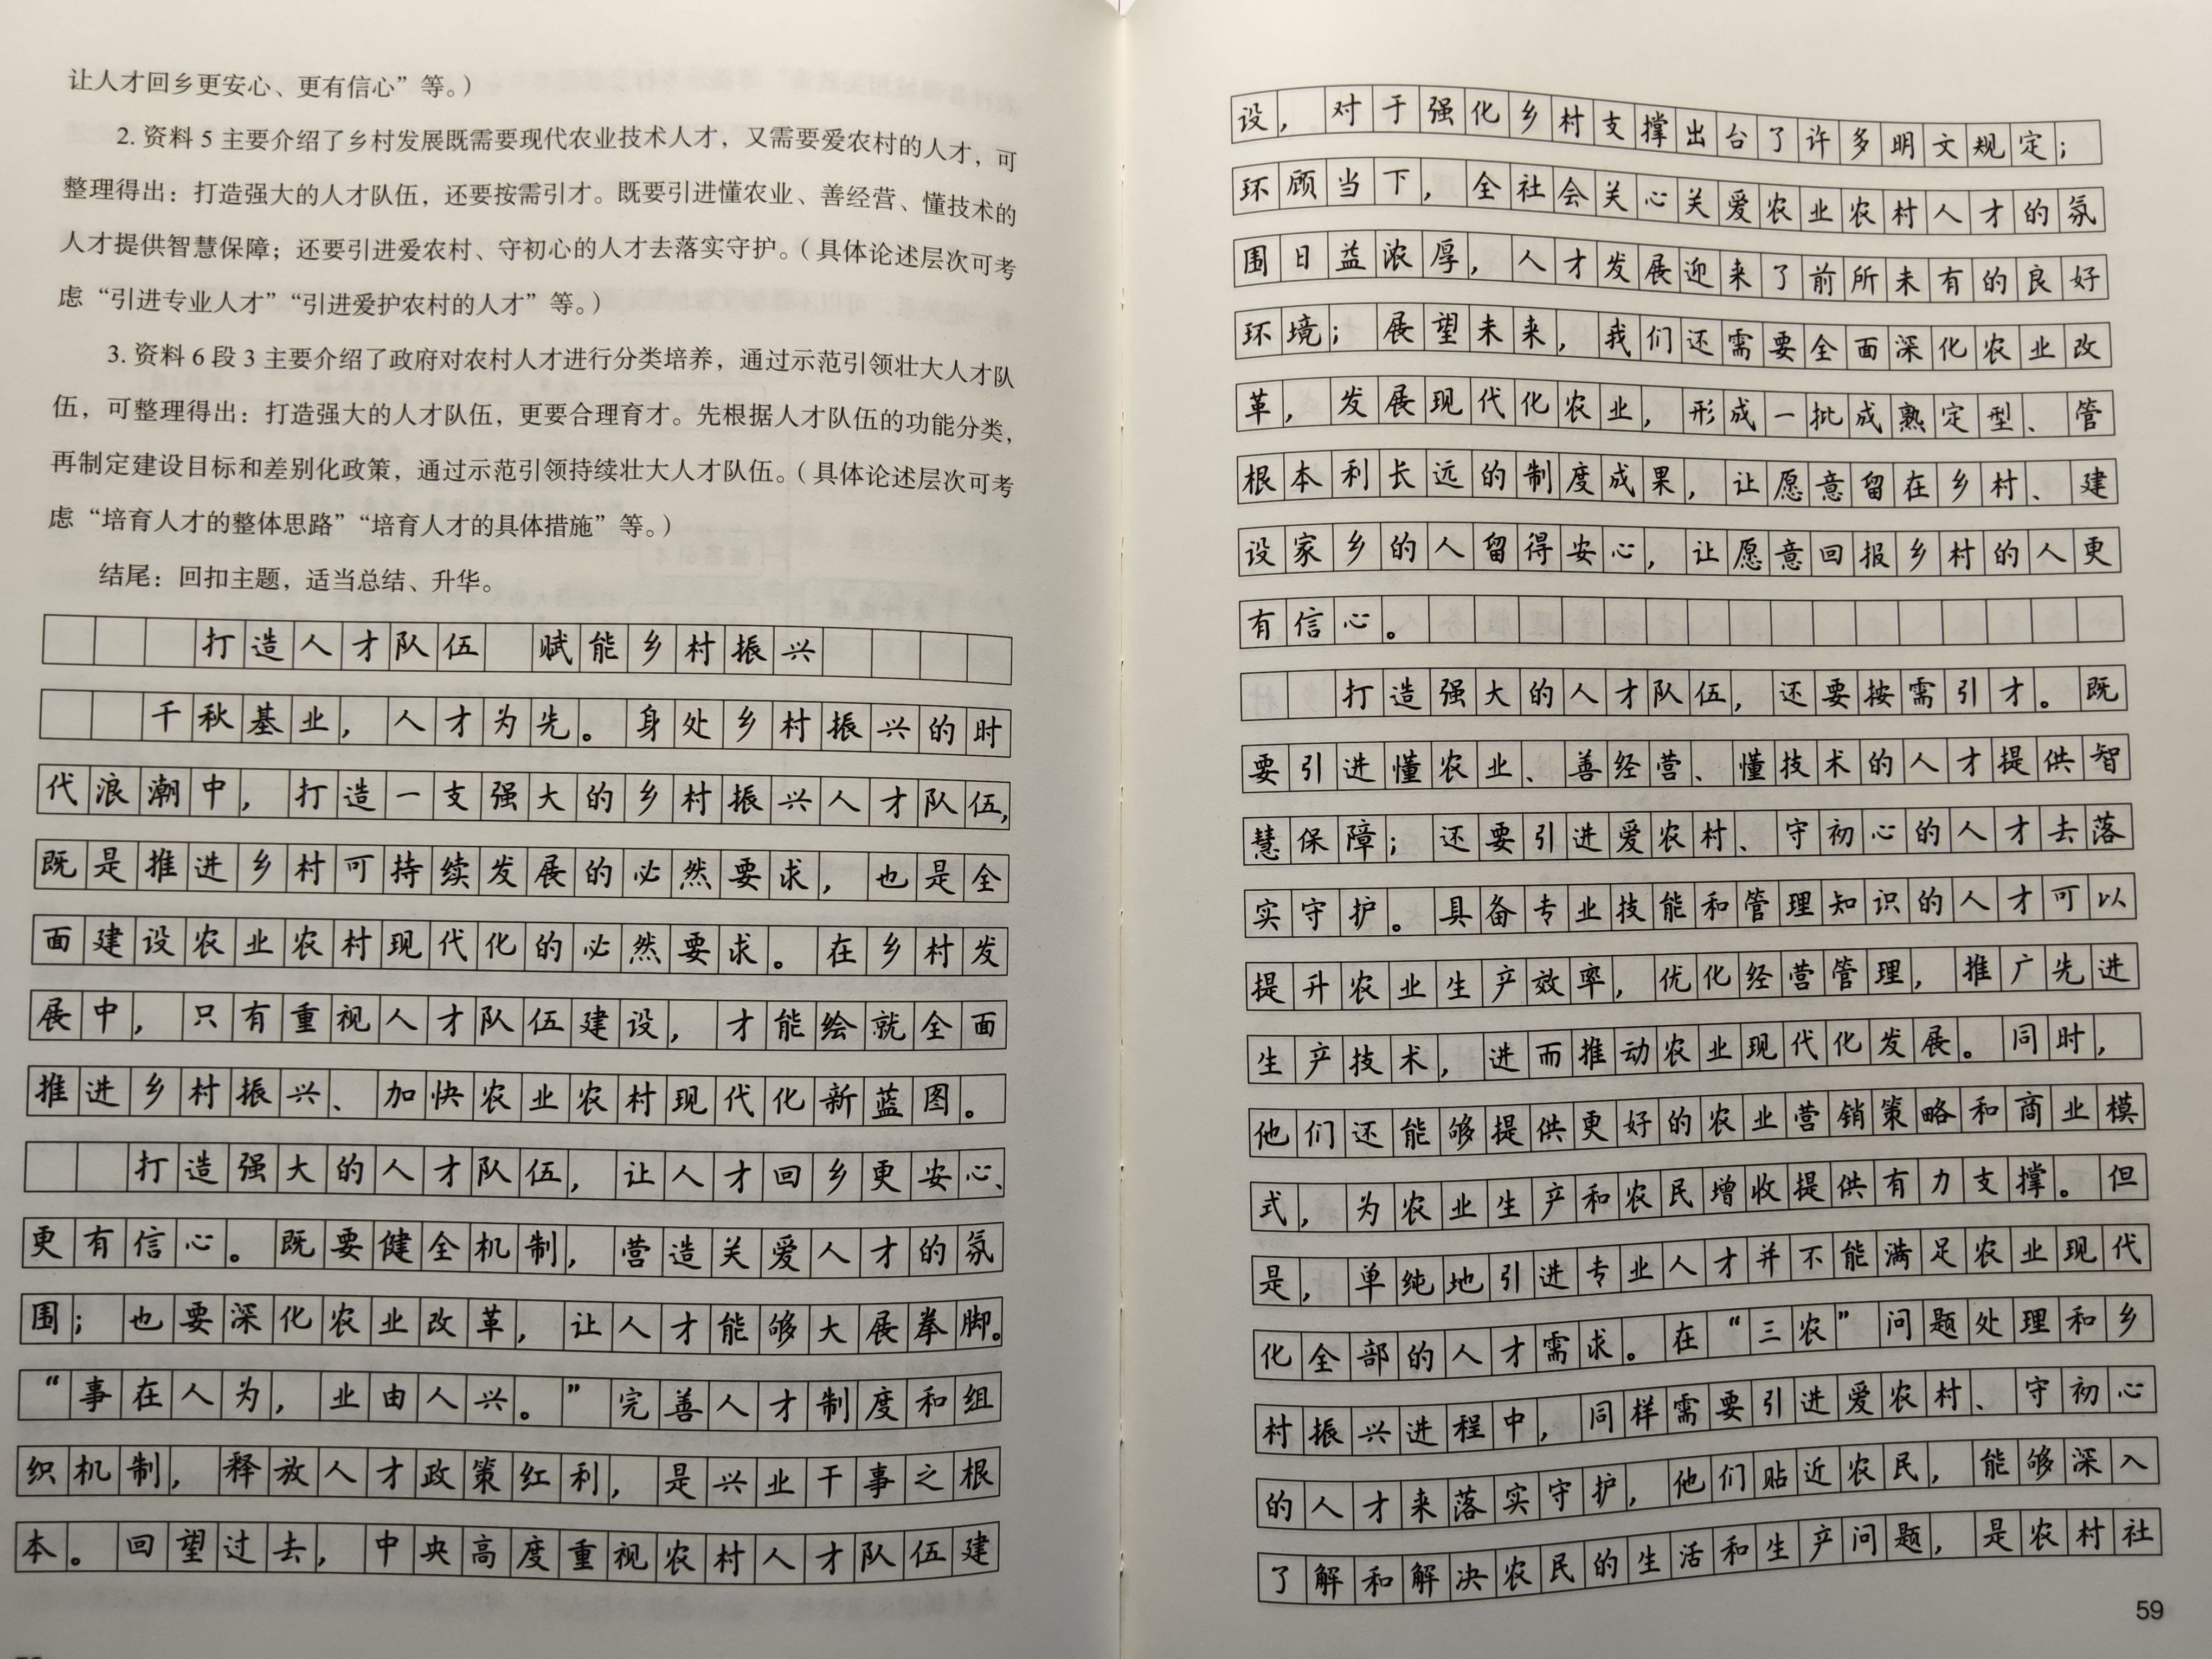 让人才回乡更安心、更有信心”等。）
2. 资料 5 主要介绍了乡村发展既需要现代农业技术人才，又需要爱农村的人才，可
整理得出：打造强大的人才队伍，还要按需引才。既要引进懂农业、善经营、懂技术的
人才提供智慧保障；还要引进爱农村、守初心的人才去落实守护。（具体论述层次可考
虑“引进专业人才”“引进爱护农村的人才”等。）
3. 资料 6 段 3 主要介绍了政府对农村人才进行分类培养，通过示范引领壮大人才队
伍，可整理得出：打造强大的人才队伍，更要合理育才。先根据人才队伍的功能分类，
再制定建设目标和差别化政策，通过示范引领持续壮大人才队伍。（具体论述层次可考
虑“培育人才的整体思路”“培育人才的具体措施”等。）
结尾：回扣主题，适当总结、升华。
打造人才队伍 赋能乡村振兴
千秋基业，人才为先。身处乡村振兴的时
代浪潮中，打造一支强大的乡村振兴人才队伍，
既是推进乡村可持续发展的必然要求，也是全
面建设农业农村现代化的必然要求。在乡村发
展中，只有重视人才队伍建设，才能绘就全面
推进乡村振兴、加快农业农村现代化新蓝图。
打造强大的人才队伍，让人才回乡更安心、
更有信心。既要健全机制，营造关爱人才的氛
围；也要深化农业改革，让人才能够大展拳脚。
“事在人为，业由人兴。”完善人才制度和组
织机制，释放人才政策红利，是兴业干事之根
本。回望过去，中央高度重视农村人才队伍建
设，对于强化乡村支撑出台了许多明文规定；
环顾当下，全社会关心关爱农业农村人才的氛
围日益浓厚，人才发展迎来了前所未有的良好
环境；展望未来，我们还需要全面深化农业改
革，发展现代化农业，形成一批成熟定型、管
根本利长远的制度成果，让愿意留在乡村、建
设家乡的人留得安心，让愿意回报乡村的人更
有信心。
打造强大的人才队伍，还要按需引才。既
要引进懂农业、善经营、懂技术的人才提供智
慧保障；还要引进爱农村、守初心的人才去落
实守护。具备专业技能和管理知识的人才可以
提升农业生产效率，优化经营管理，推广先进
生产技术，进而推动农业现代化发展。同时，
他们还能够提供更好的农业营销策略和商业模
式，为农业生产和农民增收提供有力支撑。但
是，单纯地引进专业人才并不能满足农业现代
化全部的人才需求。在“三农”问题处理和乡
村振兴进程中，同样需要引进爱农村、守初心
的人才来落实守护，他们贴近农民，能够深入
了解和解决农民的生活和生产问题，是农村社
59